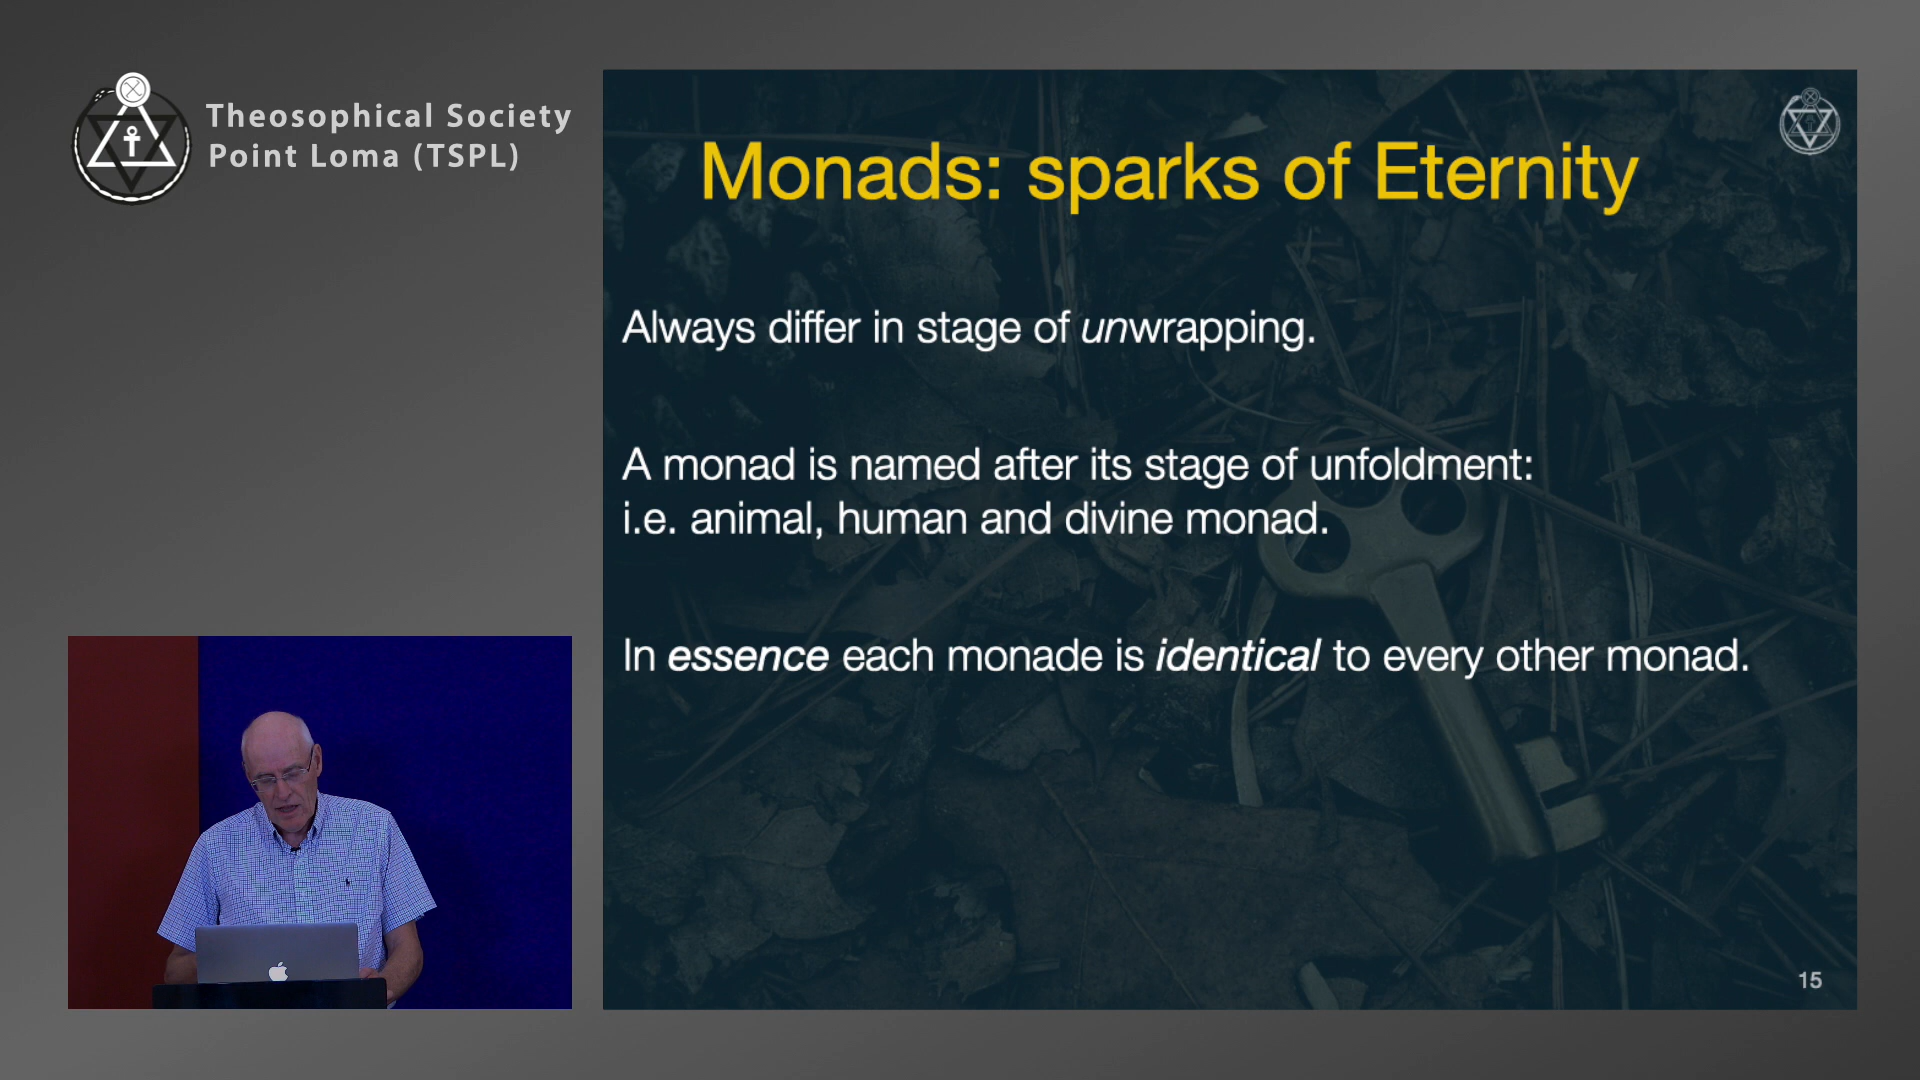 Theosophical Society
Point Loma (TSPL)
Monads: sparks of Eternity
Always differ in stage of unwrapping.
A monad is named after its stage of unfoldment:
i.e. animal, human and divine monad.
In essence each monade is identical to every other monad.
15